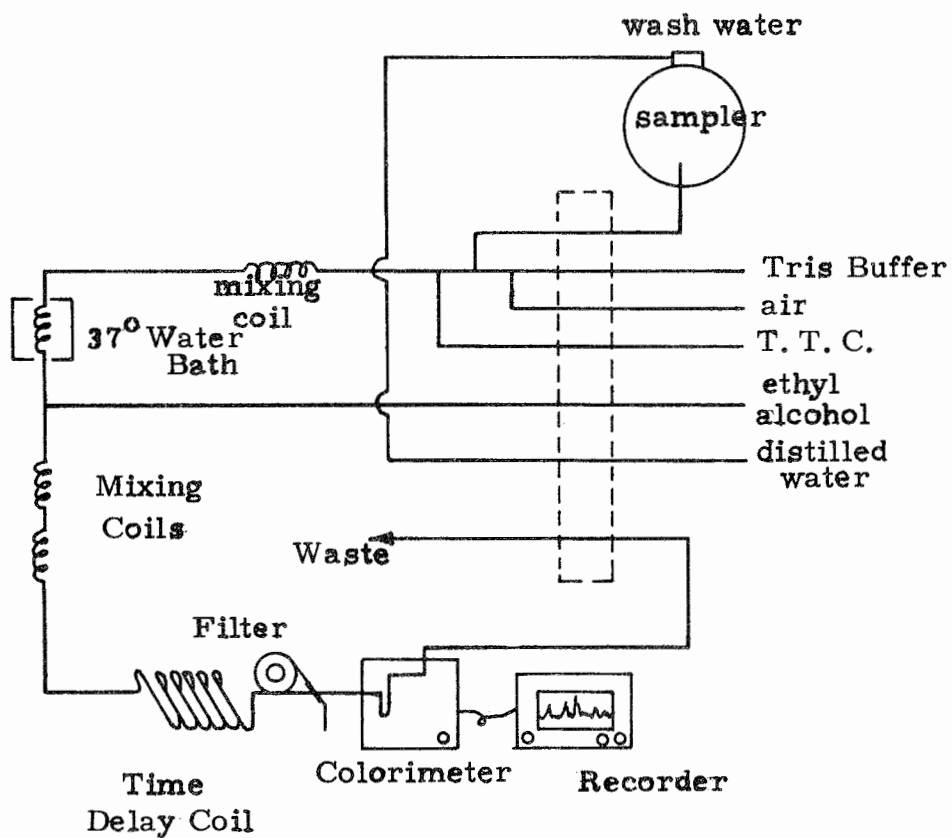 wash water
sampler
Tris Buffer
mixing
coil
air
37° Water
Bath
T. T. C.
ethyl
alcohol
distilled
water
Mixing
Coils
Waste
Filter
Colorimeter
Recorder
Time
Delay Coil